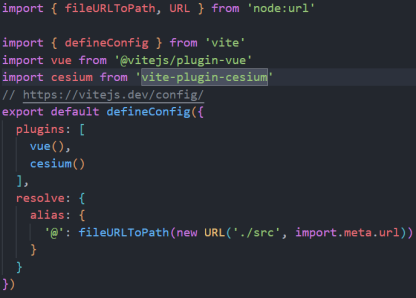 import { fileURLToPath, URL } from 'node:url'
import { defineConfig } from 'vite'
import vue from '@vitejs/plugin-vue'
import cesium from 'vite-plugin-cesium'
// https://vitejs.dev/config/
export default defineConfig({
  plugins: [
    vue(),
    cesium()
  ],
  resolve: {
    alias: {
      '@': fileURLToPath(new URL('./src', import.meta.url))
    }
  }
})